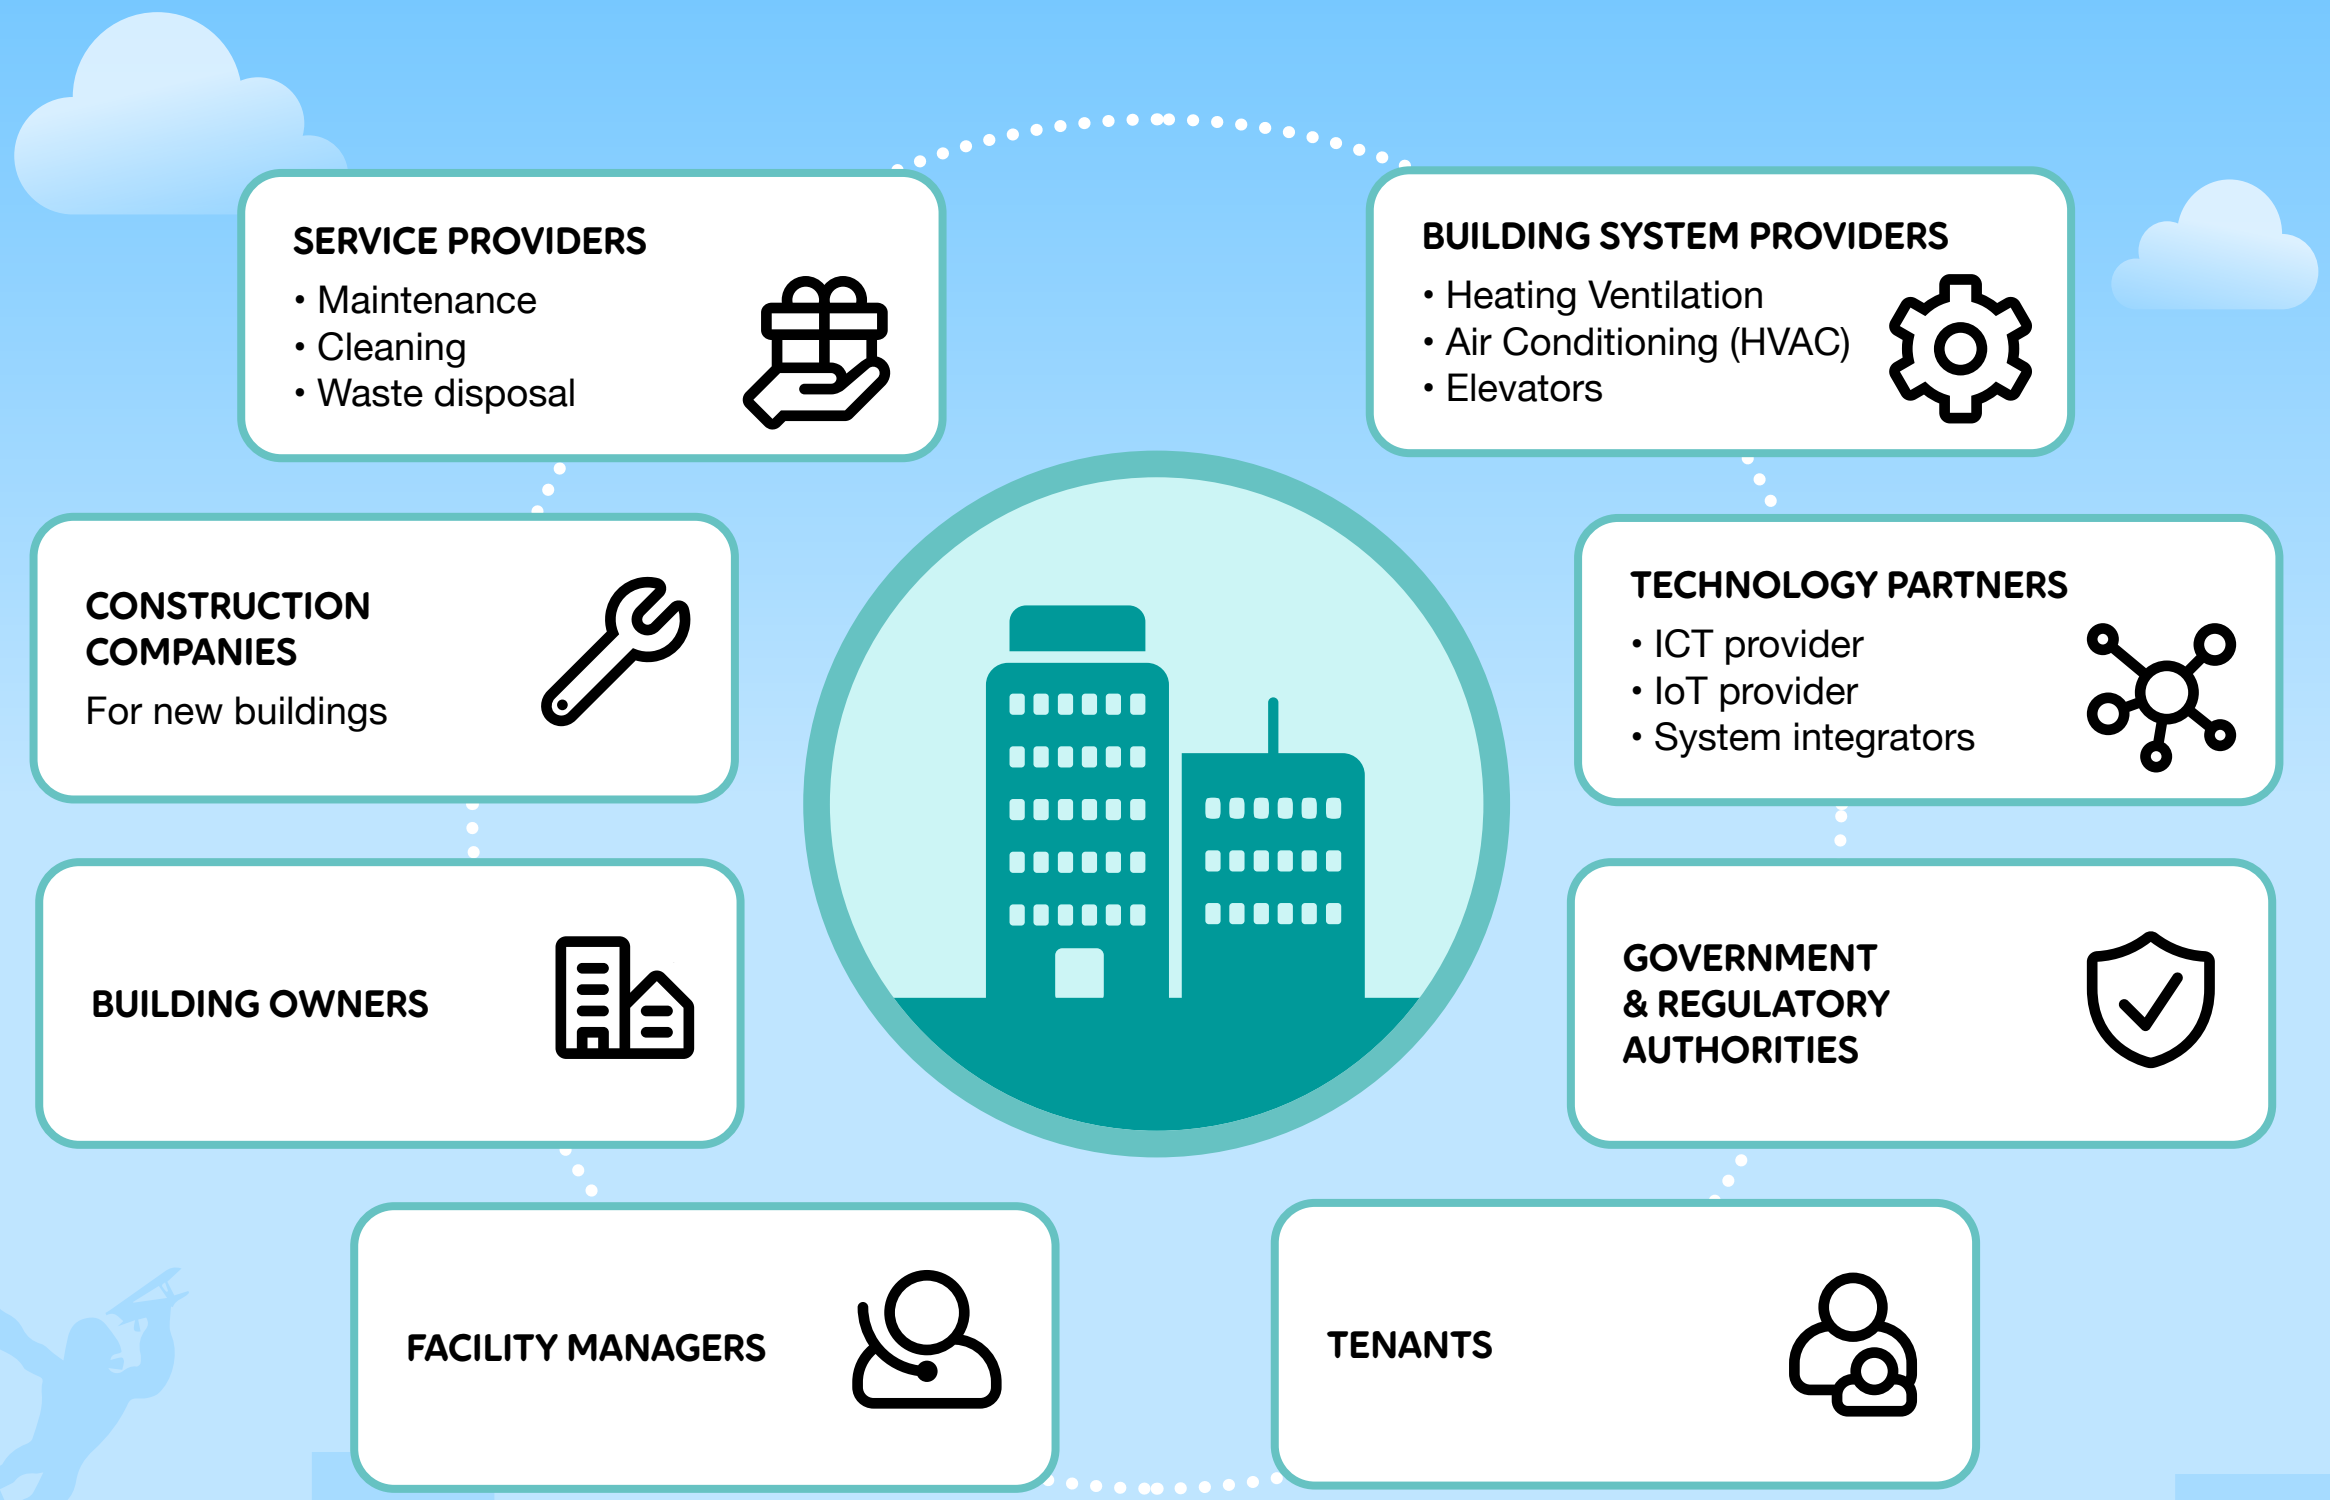 SERVICE PROVIDERS
• Maintenance
• Cleaning
• Waste disposal
BUILDING SYSTEM PROVIDERS
• Heating Ventilation
• Air Conditioning (HVAC)
• Elevators
CONSTRUCTION
COMPANIES
For new buildings
TECHNOLOGY PARTNERS
• ICT provider
• IoT provider
• System integrators
BUILDING OWNERS
GOVERNMENT
& REGULATORY
AUTHORITIES
FACILITY MANAGERS
TENANTS